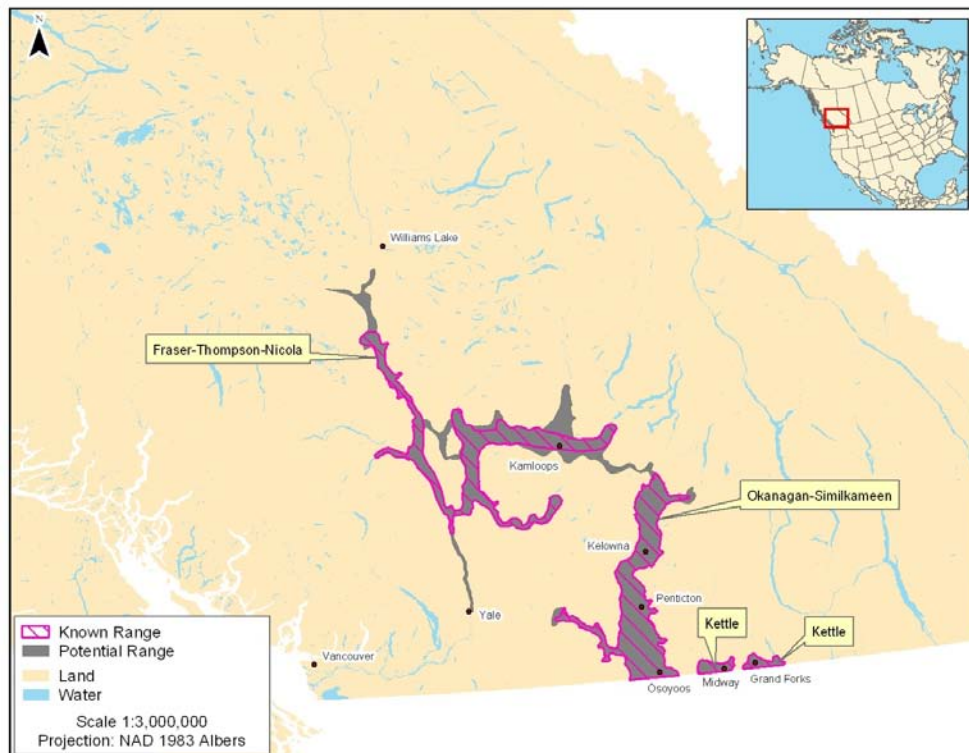 N
Williams Lake
Fraser-Thompson-Nicola
Kamloops
Okanagan-Similkameen
Kelowna
Penticton
Yale
Kettle
Kettle
Vancouver
Osoyoos
Midway
Grand Forks
Known Range
Potential Range
Land
Water
Scale 1:3,000,000
Projection: NAD 1983 Albers